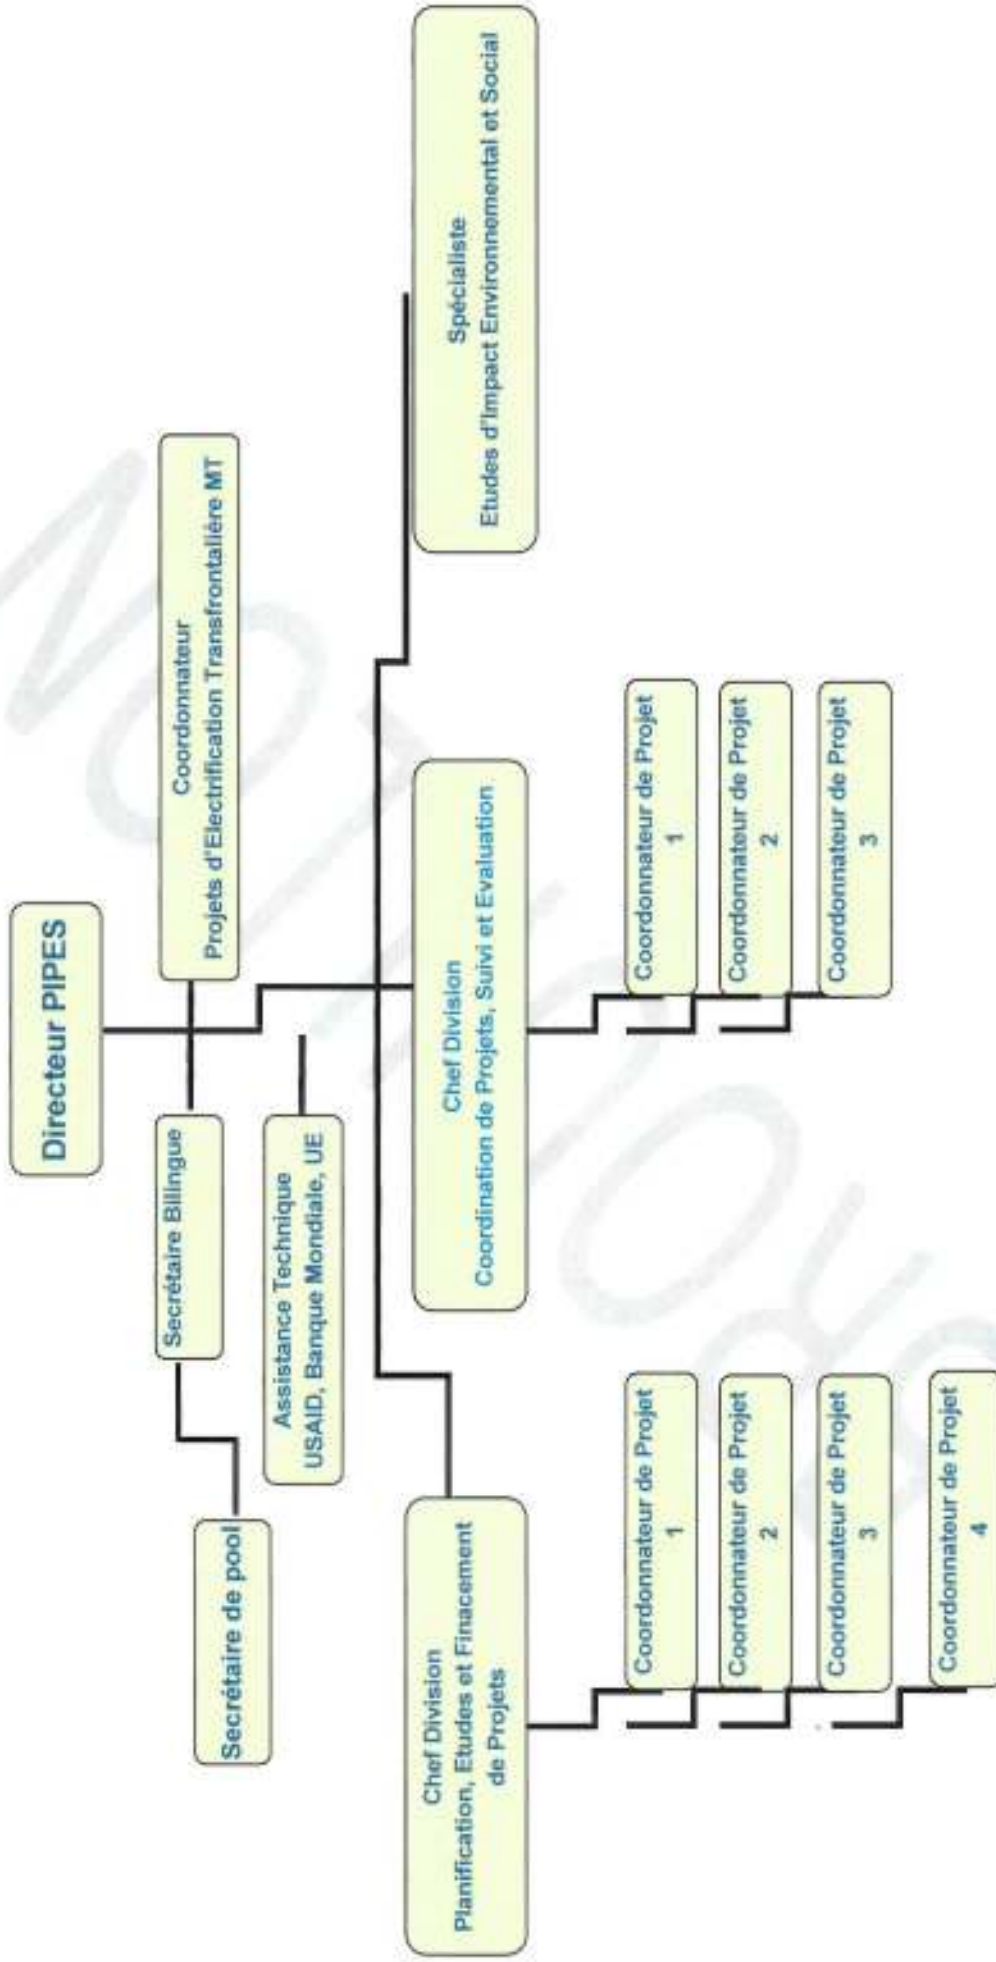 Directeur PIPES
Coordonnateur
Projets d'Electrification Transfrontalière MT
Secrétaire Bilingue
Secrétaire de pool
Assistance Technique
USAID, Banque Mondiale, UE
Chef Division
Planification, Etudes et Finacement
de Projets
Chef Division
Coordination de Projets, Suivi et Evaluation
Spécialiste
Etudes d'Impact Environnemental et Social
Coordonnateur de Projet
1
Coordonnateur de Projet
2
Coordonnateur de Projet
3
Coordonnateur de Projet
4
Coordonnateur de Projet
1
Coordonnateur de Projet
2
Coordonnateur de Projet
3